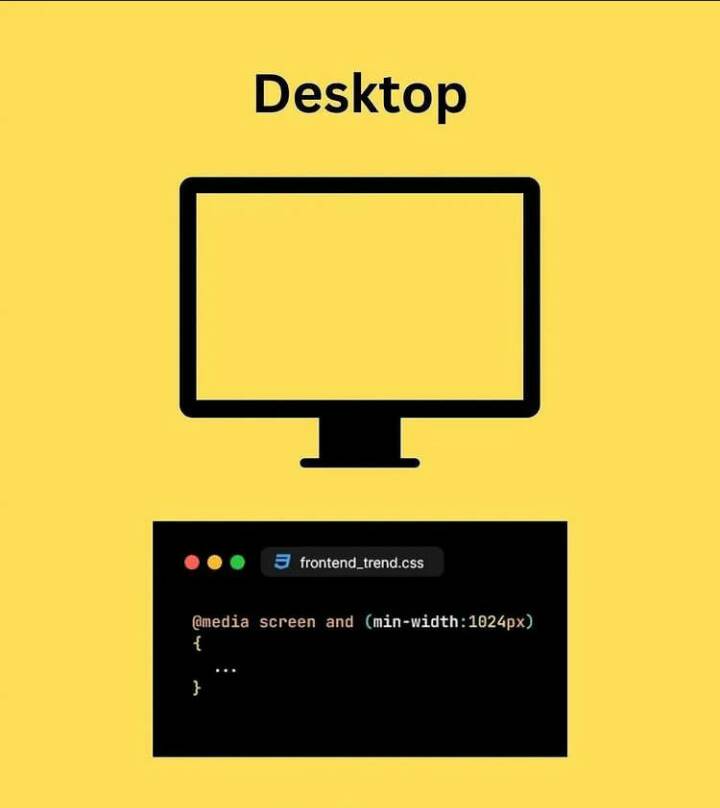 Desktop
frontend_trend.css
@media screen and (min-width:1024px)
{
...
}